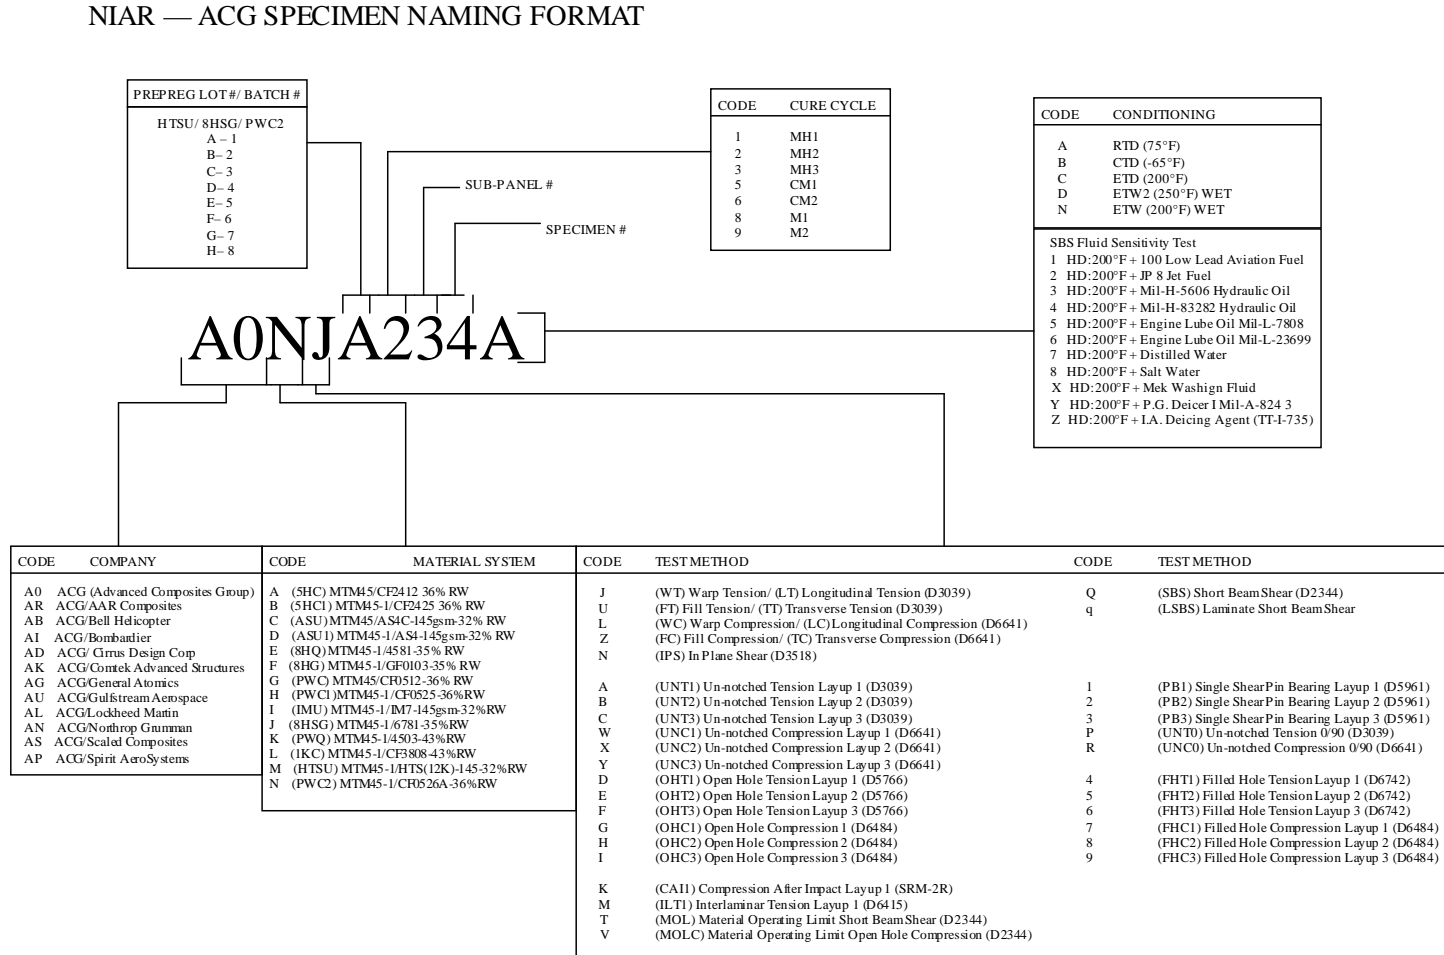 NIAR — ACG SPECIMEN NAMING FORMAT
PREPREG LOT #/ BATCH #
HTSU/ 8HSG/ PWC2
A – 1
B– 2
C– 3
D– 4
E– 5
F– 6
G– 7
H– 8
SUB-PANEL #
SPECIMEN #
CODE CURE CYCLE
1 MH1
2 MH2
3 MH3
5 CM1
6 CM2
8 M1
9 M2
CODE CONDITIONING
A RTD (75°F)
B CTD (-65°F)
C ETD (200°F)
D ETW2 (250°F) WET
N ETW (200°F) WET
SBS Fluid Sensitivity Test
1 HD:200°F + 100 Low Lead Aviation Fuel
2 HD:200°F + JP 8 Jet Fuel
3 HD:200°F + Mil-H-5606 Hydraulic Oil
4 HD:200°F + Mil-H-83282 Hydraulic Oil
5 HD:200°F + Engine Lube Oil Mil-L-7808
6 HD:200°F + Engine Lube Oil Mil-L-23699
7 HD:200°F + Distilled Water
8 HD:200°F + Salt Water
X HD:200°F + Mek Washign Fluid
Y HD:200°F + P.G. Deicer I Mil-A-824 3
Z HD:200°F + I.A. Deicing Agent (TT-I-735)
A0NJA234A
CODE COMPANY
A0 ACG (Advanced Composites Group)
AR ACG/AAR Composites
AB ACG/Bell Helicopter
AI ACG/Bombardier
AD ACG/ Cirrus Design Corp
AK ACG/Comtek Advanced Structures
AG ACG/General Atomics
AU ACG/Gulfstream Aerospace
AL ACG/Lockheed Martin
AN ACG/Northrop Grumman
AS ACG/Scaled Composites
AP ACG/Spirit AeroSystems
CODE MATERIAL SYSTEM
A (5HC) MTM45/CF2412 36% RW
B (5HC1) MTM45-1/CF2425 36% RW
C (ASU) MTM45/AS4C-145gsm-32% RW
D (ASU1) MTM45-1/AS4-145gsm-32% RW
E (8HQ) MTM45-1/4581-35% RW
F (8HG) MTM45-1/GF0103-35% RW
G (PWC) MTM45/CF0512-36% RW
H (PWC1)MTM45-1/CF0525-36%RW
I (IMU) MTM45-1/IM7-145gsm-32%RW
J (8HSG) MTM45-1/6781-35%RW
K (PWQ) MTM45-1/4503-43%RW
L (1KC) MTM45-1/CF3808-43%RW
M (HTSU) MTM45-1/HTS(12K)-145-32%RW
N (PWC2) MTM45-1/CF0526A-36%RW
CODE TEST METHOD CODE TEST METHOD
J (WT) Warp Tension/ (LT) Longitudinal Tension (D3039) Q (SBS) Short Beam Shear (D2344)
U (FT) Fill Tension/ (TT) Transverse Tension (D3039) q (LSBS) Laminate Short Beam Shear
L (WC) Warp Compression/ (LC) Longitudinal Compression (D6641)
Z (FC) Fill Compression/ (TC) Transverse Compression (D6641)
N (IPS) In Plane Shear (D3518)
A (UNT1) Un-notched Tension Layup 1 (D3039) 1 (PB1) Single Shear Pin Bearing Layup 1 (D5961)
B (UNT2) Un-notched Tension Layup 2 (D3039) 2 (PB2) Single Shear Pin Bearing Layup 2 (D5961)
C (UNT3) Un-notched Tension Layup 3 (D3039) 3 (PB3) Single Shear Pin Bearing Layup 3 (D5961)
W (UNC1) Un-notched Compression Layup 1 (D6641) P (UNT0) Un-notched Tension 0/90 (D3039)
X (UNC2) Un-notched Compression Layup 2 (D6641) R (UNC0) Un-notched Compression 0/90 (D6641)
Y (UNC3) Un-notched Compression Layup 3 (D6641)
D (OHT1) Open Hole Tension Layup 1 (D5766) 4 (FHT1) Filled Hole Tension Layup 1 (D6742)
E (OHT2) Open Hole Tension Layup 2 (D5766) 5 (FHT2) Filled Hole Tension Layup 2 (D6742)
F (OHT3) Open Hole Tension Layup 3 (D5766) 6 (FHT3) Filled Hole Tension Layup 3 (D6742)
G (OHC1) Open Hole Compression 1 (D6484) 7 (FHC1) Filled Hole Compression Layup 1 (D6484)
H (OHC2) Open Hole Compression 2 (D6484) 8 (FHC2) Filled Hole Compression Layup 2 (D6484)
I (OHC3) Open Hole Compression 3 (D6484) 9 (FHC3) Filled Hole Compression Layup 3 (D6484)
K (CAI1) Compression After Impact Layup 1 (SRM-2R)
M (ILT1) Interlaminar Tension Layup 1 (D6415)
T (MOL) Material Operating Limit Short Beam Shear (D2344)
V (MOLC) Material Operating Limit Open Hole Compression (D2344)